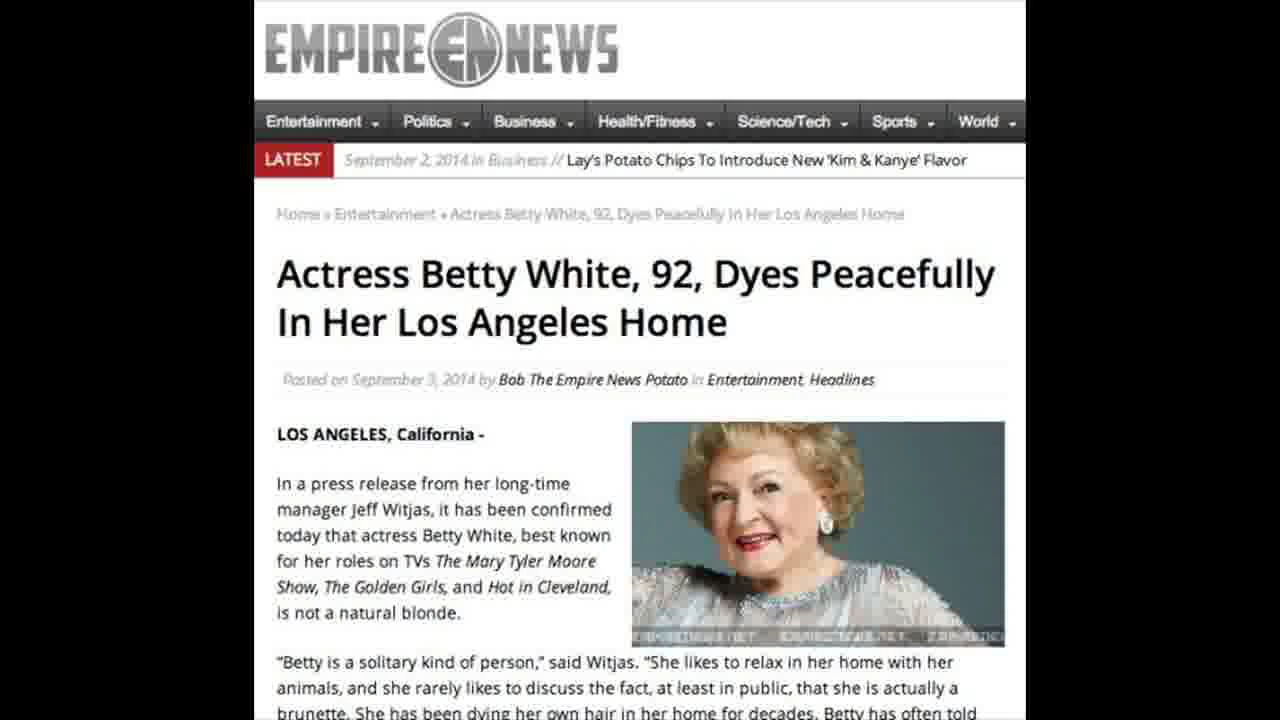 EMPIRE EN NEWS
Entertainment Politics Business Health/Fitness Science/Tech Sports World
LATEST September 2, 2014 in Business // Lay's Potato Chips To Introduce New 'Kim & Kanye' Flavor
Home » Entertainment » Actress Betty White, 92, Dyes Peacefully In Her Los Angeles Home
Actress Betty White, 92, Dyes Peacefully
In Her Los Angeles Home
Posted on September 3, 2014 by Bob The Empire News Potato in Entertainment, Headlines
LOS ANGELES, California -
In a press release from her long-time
manager Jeff Witjas, it has been confirmed
today that actress Betty White, best known
for her roles on TVs The Mary Tyler Moore
Show, The Golden Girls, and Hot in Cleveland,
is not a natural blonde.
EMPIRENEWS.NET EMPIRENEWS.NET
"Betty is a solitary kind of person," said Witjas. "She likes to relax in her home with her
animals, and she rarely likes to discuss the fact, at least in public, that she is actually a
brunette. She has been dying her own hair in her home for decades. Betty has often told